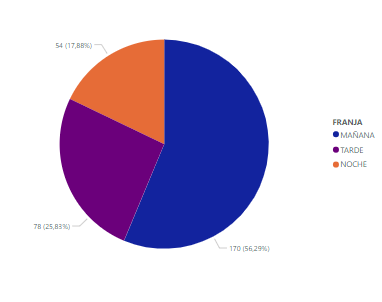 54 (17,88%)
FRANJA
MAÑANA
TARDE
NOCHE
78 (25,83%)
170 (56,29%)